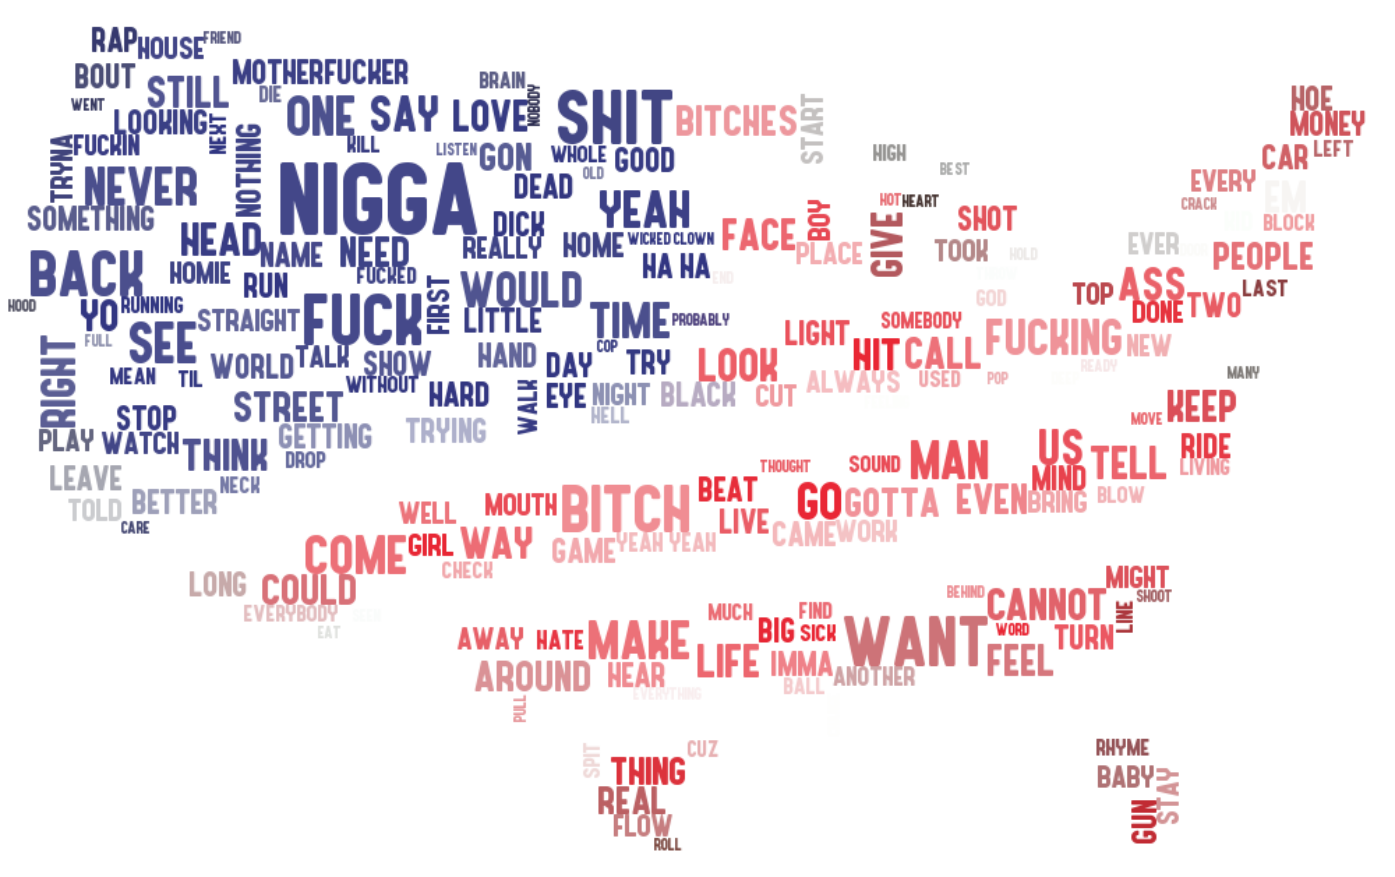 RAP
HOUSE
FRIEND
BOUT
STILL
MOTHERFUCKER
WENT
DIE
LOOKING
NEXT
NOTHING
ONE
SAY
LOVE
NOBODY
BRAIN
SHIT
BITCHES
START
HOE
MONEY
LEFT
CAR
TRYNA
FUCKIN
KILL
LISTEN
GON
WHOLE
OLD
GOOD
HIGH
BEST
EVERY
CRACK
EM
BLOCK
NEVER
NIGGA
DEAD
YEAH
SOMETHING
HEAD
NAME
NEED
DICK
REALLY
HOME
WICKED CLOWN
FACE
BOY
PLACE
GIVE
HOT
HEART
SHOT
TOOK
HOLD
EVER
PEOPLE
BACK
HOMIE
RUN
FUCKED
FIRST
WOULD
HA HA
END
GOD
TOP
ASS
LAST
DONE
TWO
HOOD
YO
RUNNING
FULL
SEE
STRAIGHT
FUCK
LITTLE
TIME
PROBABLY
LIGHT
SOMEBODY
FUCKING
NEW
RIGHT
WORLD
TALK
SHOW
HAND
DAY
COP
TRY
LOOK
HIT
CALL
READY
MEAN
TIL
WITHOUT
HARD
WALK
EYE
NIGHT
BLACK
CUT
ALWAYS
USED
POP
MANY
STOP
STREET
HELL
KEEP
MOVE
PLAY
WATCH
THINK
GETTING
TRYING
DROP
MAN
US
TELL
RIDE
LIVING
LEAVE
NECK
THOUGHT
SOUND
MIND
TOLD
BETTER
CARE
WELL
MOUTH
BITCH
BEAT
LIVE
GO
GOTTA
EVEN
BRING
BLOW
COME
GIRL
WAY
GAME
YEAH YEAH
CAME
WORK
CHECK
LONG
COULD
EVERYBODY
EAT
MIGHT
SHOOT
BEHIND
CANNOT
LINE
AWAY
HATE
MAKE
MUCH
FIND
BIG
SICK
WANT
WORD
TURN
AROUND
HEAR
LIFE
IMMA
FEEL
EVERYTHING
BALL
ANOTHER
PULL
SPIT
CUZ
THING
REAL
FLOW
ROLL
RHYME
BABY
STAY
GUN